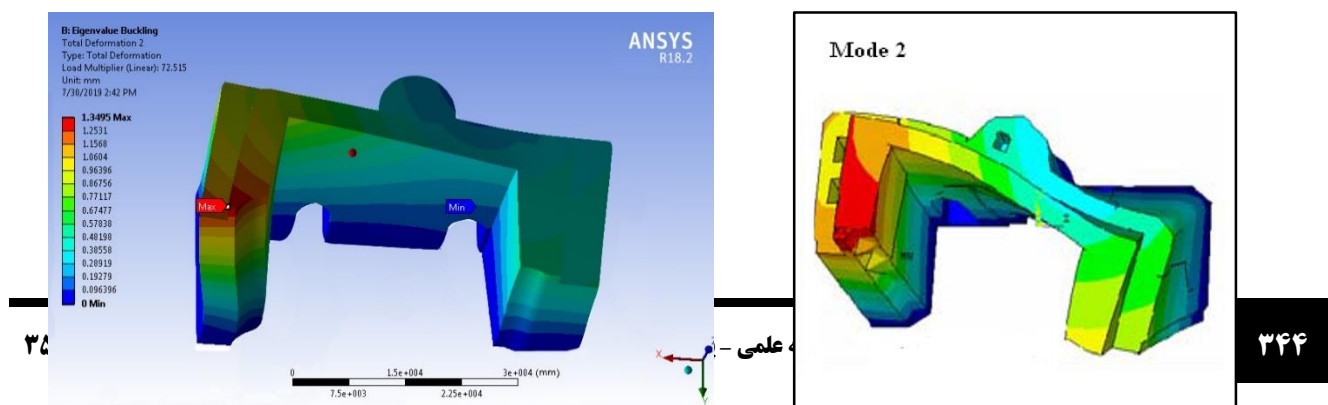 B: Eigenvalue Buckling
Total Deformation 2
Type: Total Deformation
Load Multiplier (Linear): 72.515
Unit: mm
7/30/2019 2:42 PM
1.3495 Max
1.2531
1.1568
1.0604
0.96396
0.86756
0.77117
0.67477
0.57838
0.48198
0.38558
0.28919
0.19279
0.096396
0 Min
ANSYS
R18.2
Max
Min
0 1.5e+004 3e+004 (mm)
7.5e+003 2.25e+004
X
Y
Mode 2
علمی -
۳۴۴